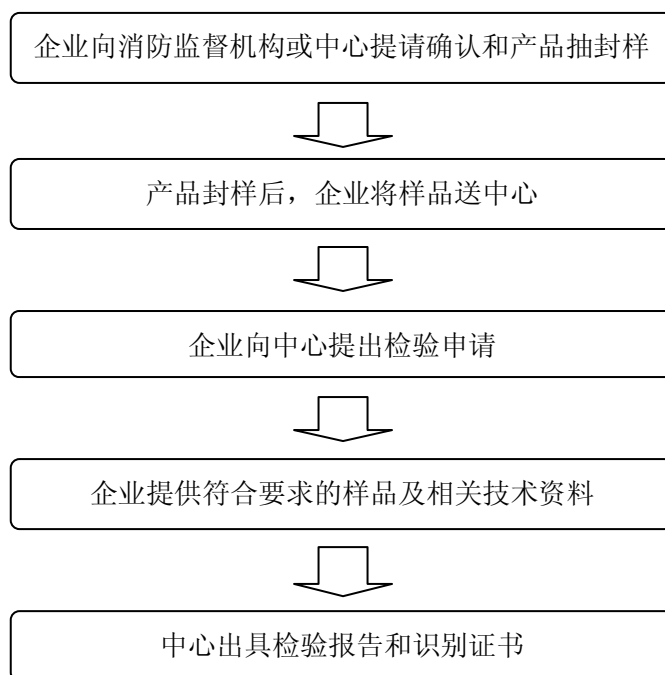 企业向消防监督机构或中心提请确认和产品抽封样
产品封样后，企业将样品送中心
企业向中心提出检验申请
企业提供符合要求的样品及相关技术资料
中心出具检验报告和识别证书